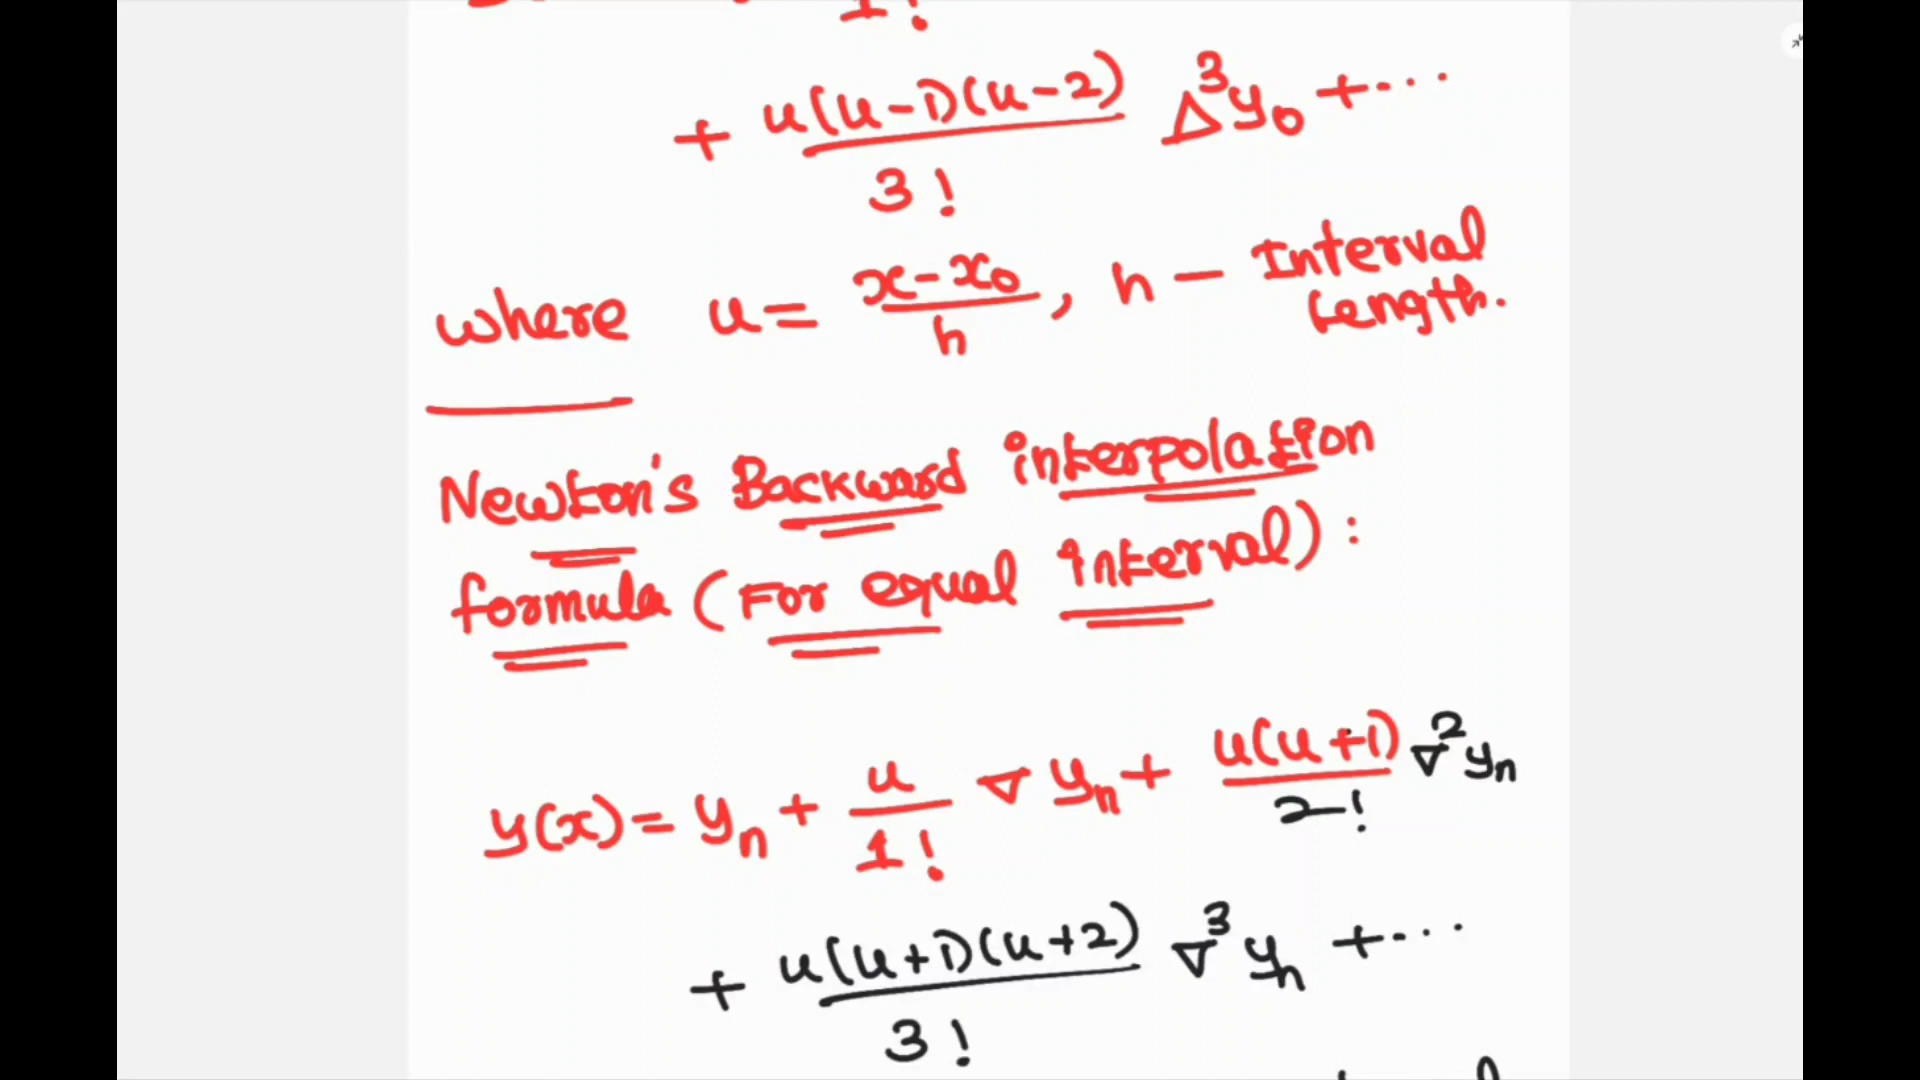 1!
+ u(u-1)(u-2)/3! Δ³y₀ + ...
where u = x-x₀/h, h - Interval Length.
Newton's Backward interpolation
formula (For equal Interval):
y(x) = yₙ + u/1! ∇yₙ + u(u+1)/2! ∇²yₙ
+ u(u+1)(u+2)/3! ∇³yₙ + ...